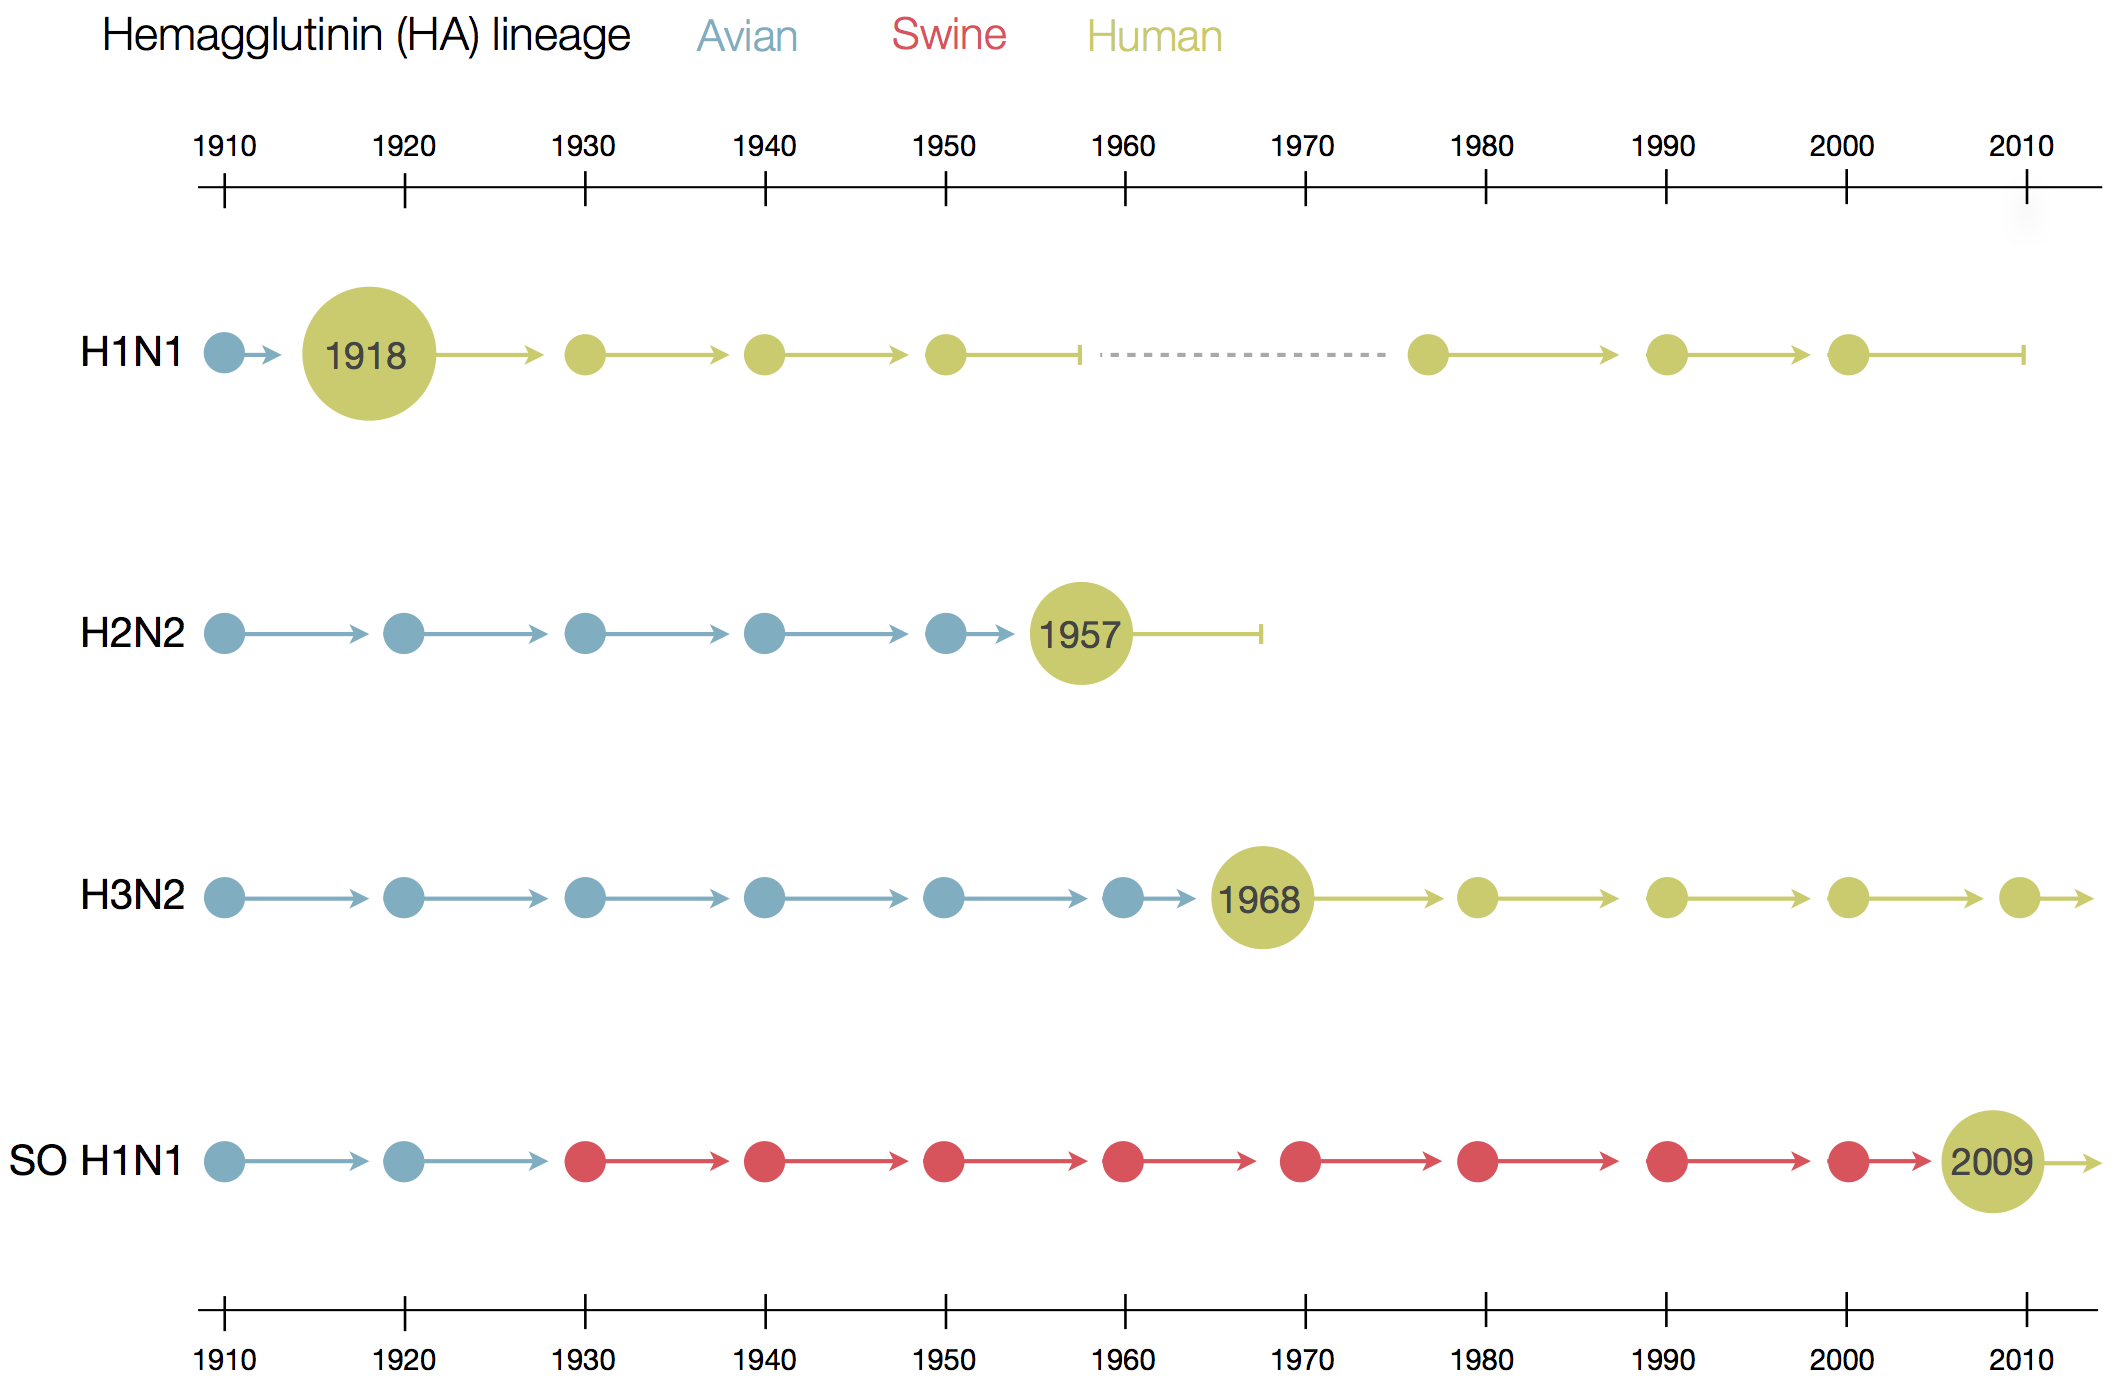 Hemagglutinin (HA) lineage Avian Swine Human
1910 1920 1930 1940 1950 1960 1970 1980 1990 2000 2010
H1N1 1918
H2N2 1957
H3N2 1968
SO H1N1 2009
1910 1920 1930 1940 1950 1960 1970 1980 1990 2000 2010